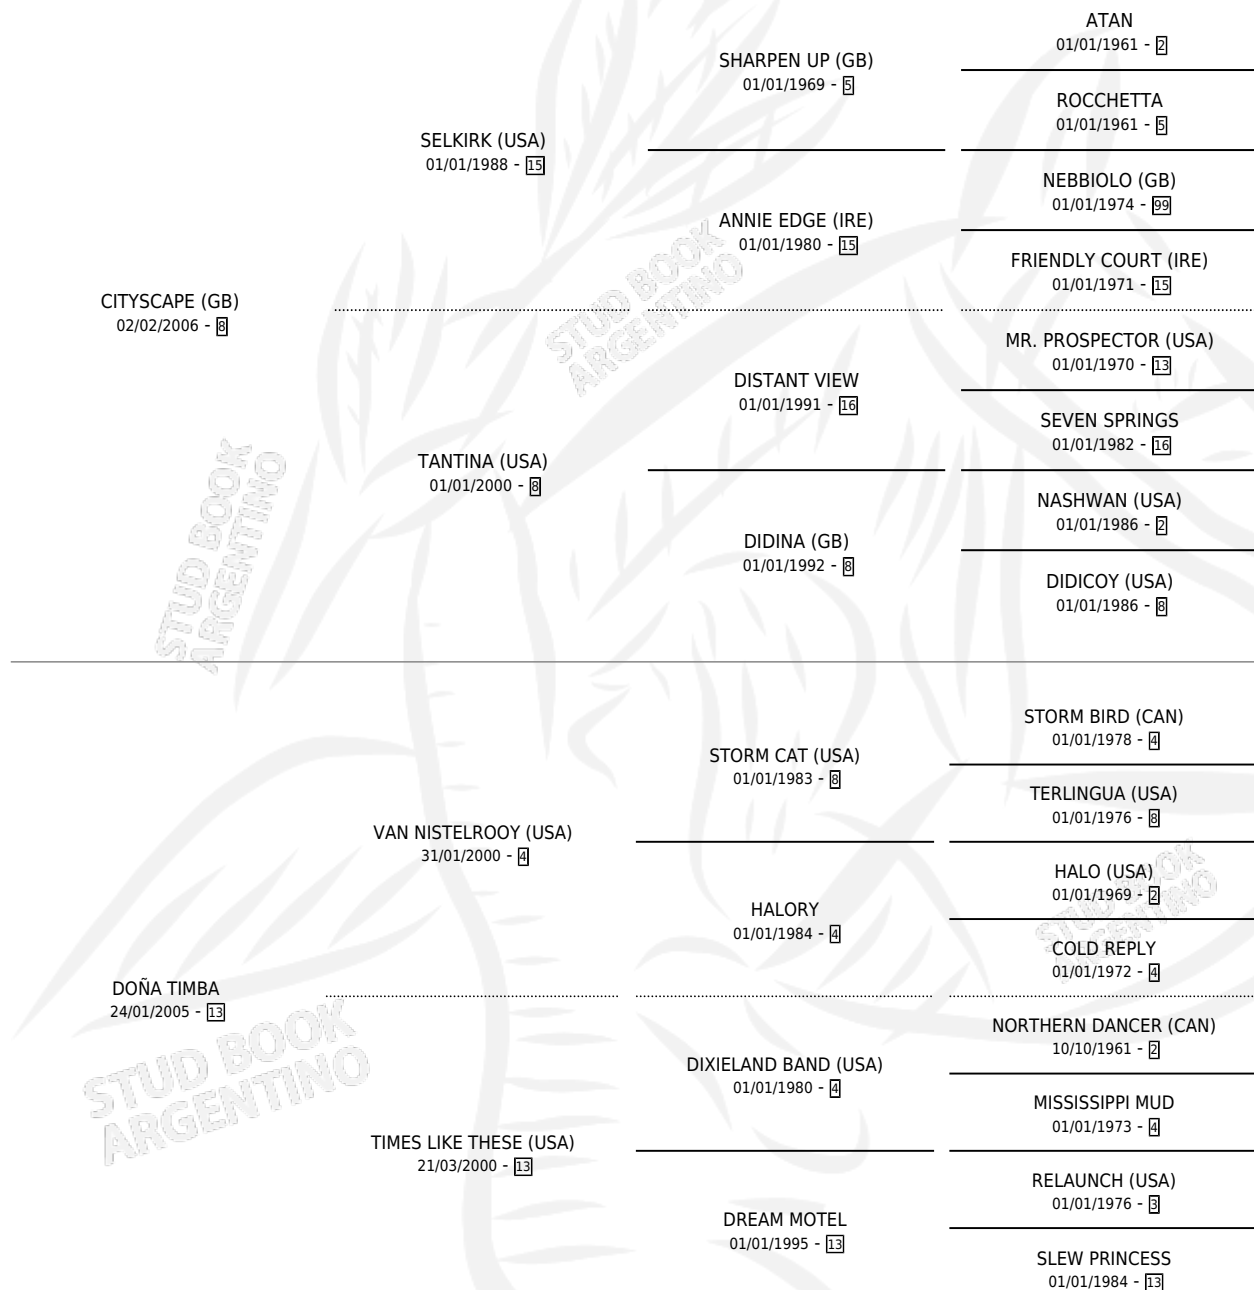 ATAN
01/01/1961 - 2
SHARPEN UP (GB)
01/01/1969 - 5
ROCCHETTA
01/01/1961 - 5
SELKIRK (USA)
01/01/1988 - 15
NEBBIOLO (GB)
01/01/1974 - 99
ANNIE EDGE (IRE)
01/01/1980 - 15
FRIENDLY COURT (IRE)
01/01/1971 - 15
CITYSCAPE (GB)
02/02/2006 - 8
STUD BOOK
ARGENTINO
MR. PROSPECTOR (USA)
01/01/1970 - 13
DISTANT VIEW
01/01/1991 - 16
SEVEN SPRINGS
01/01/1982 - 16
TANTINA (USA)
01/01/2000 - 8
NASHWAN (USA)
01/01/1986 - 2
DIDINA (GB)
01/01/1992 - 8
DIDICOY (USA)
01/01/1986 - 8
STUD BOOK
ARGENTINO
STORM BIRD (CAN)
01/01/1978 - 4
STORM CAT (USA)
01/01/1983 - 8
TERLINGUA (USA)
01/01/1976 - 8
VAN NISTELROOY (USA)
31/01/2000 - 4
HALO (USA)
01/01/1969 - 2
HALORY
01/01/1984 - 4
COLD REPLY
01/01/1972 - 4
STUD BOOK
ARGENTINO
DOÑA TIMBA
24/01/2005 - 13
NORTHERN DANCER (CAN)
10/10/1961 - 2
DIXIELAND BAND (USA)
01/01/1980 - 4
MISSISSIPPI MUD
01/01/1973 - 4
STUD BOOK
ARGENTINO
TIMES LIKE THESE (USA)
21/03/2000 - 13
RELAUNCH (USA)
01/01/1976 - 3
DREAM MOTEL
01/01/1995 - 13
SLEW PRINCESS
01/01/1984 - 13